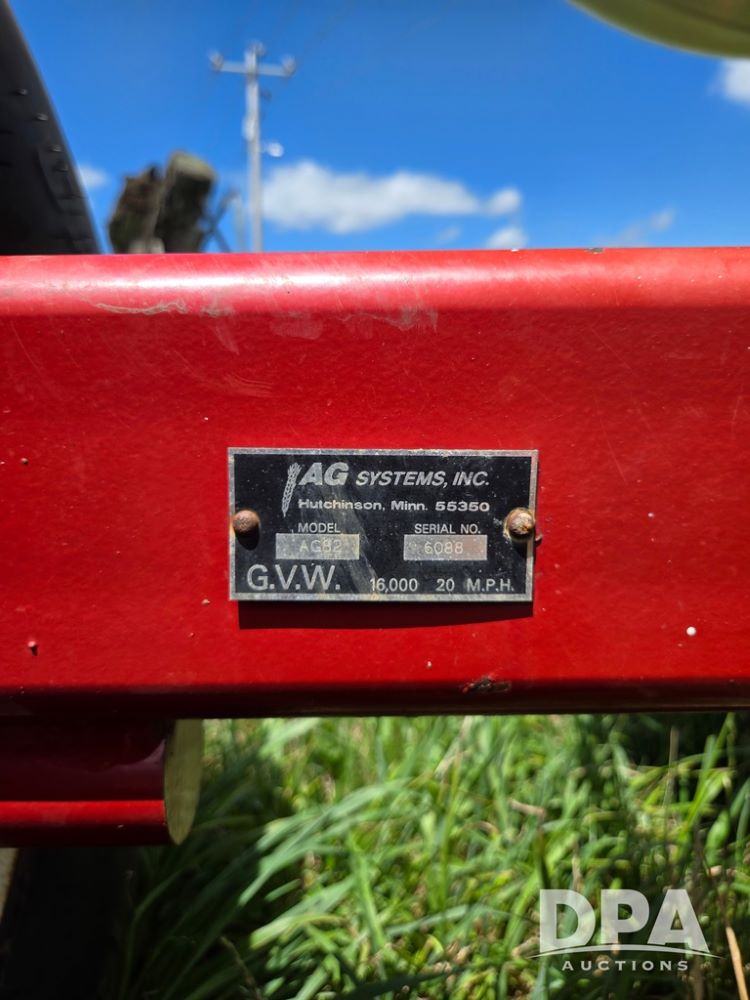 AG SYSTEMS, INC.
Hutchinson, Minn. 55350
MODEL SERIAL NO.
AG82 6088
G.V.W. 16,000 20 M.P.H.
DPA
AUCTIONS